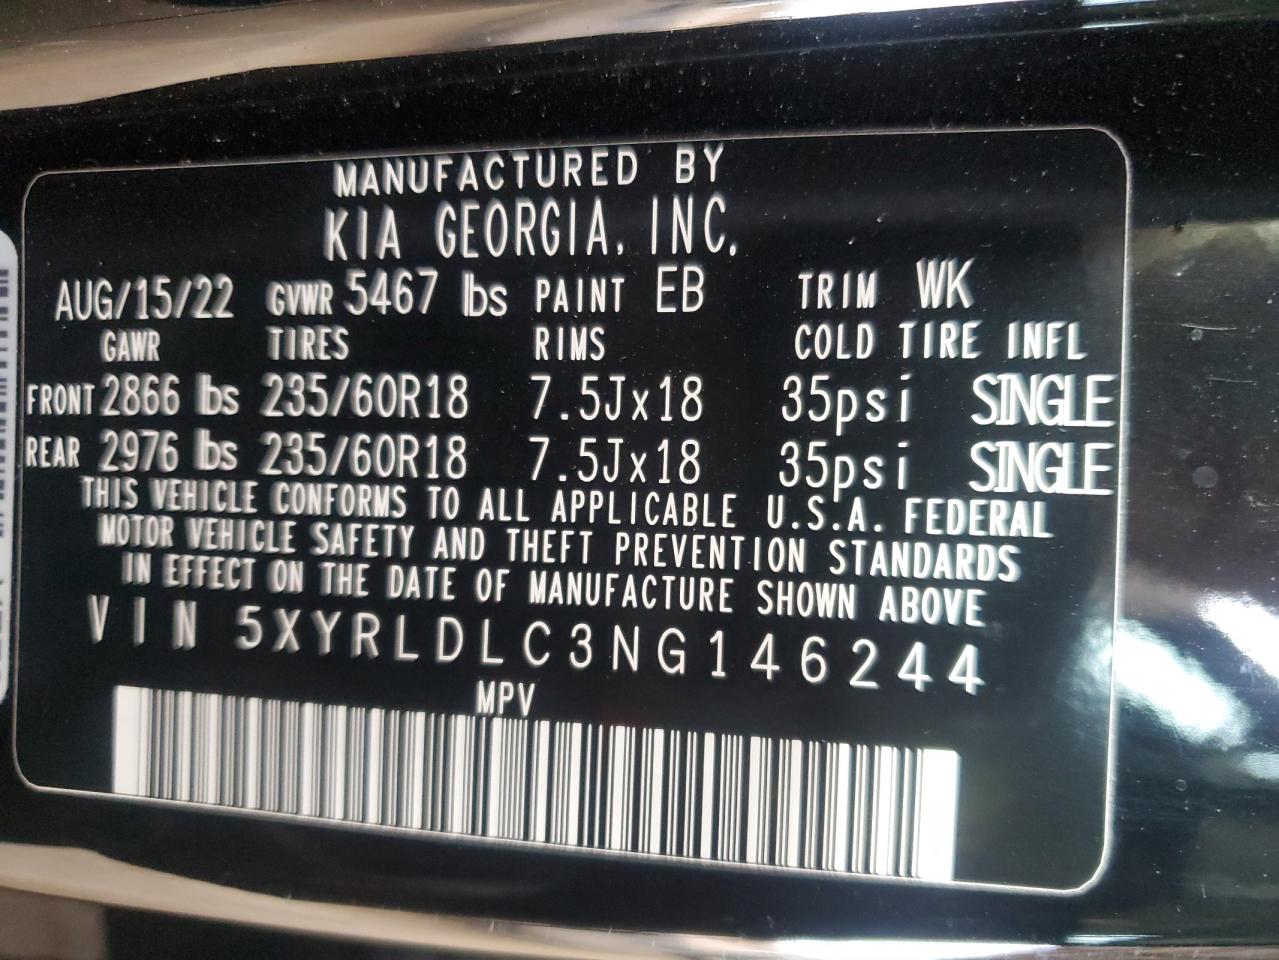 MANUFACTURED BY
KIA GEORGIA, INC.
AUG/15/22 GVWR 5467 lbs PAINT EB TRIM WK
GAWR TIRES RIMS COLD TIRE INFL
FRONT 2866 lbs 235/60R18 7.5Jx18 35psi SINGLE
REAR 2976 lbs 235/60R18 7.5Jx18 35psi SINGLE
THIS VEHICLE CONFORMS TO ALL APPLICABLE U.S.A. FEDERAL
MOTOR VEHICLE SAFETY AND THEFT PREVENTION STANDARDS
IN EFFECT ON THE DATE OF MANUFACTURE SHOWN ABOVE
VIN 5XYRLDLC3NG146244
MPV